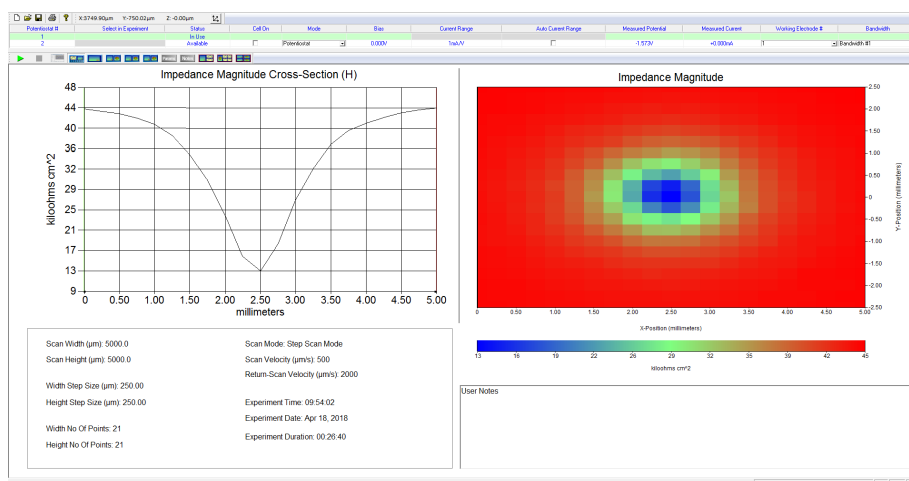 X:3749.90µm Y:-750.02µm Z: -0.00µm
Potentiostat # Select in Experiment Status Cell On Mode Bias Current Range Auto Current Range Measured Potential Measured Current Working Electrode # Bandwidth
1 In Use
2 Available Potentiostat 0.000V 1mA/V -1.573V +0.000mA 1 Bandwidth #1
Impedance Magnitude Cross-Section (H)
48
44
40
36
32
29
25
21
17
13
9
kiloohms cm^2
0 0.50 1.00 1.50 2.00 2.50 3.00 3.50 4.00 4.50 5.00
millimeters
Impedance Magnitude
2.50
2.00
1.50
1.00
0.50
0
-0.50
-1.00
-1.50
-2.00
-2.50
Y-Position (millimeters)
0 0.50 1.00 1.50 2.00 2.50 3.00 3.50 4.00 4.50 5.00
X-Position (millimeters)
13 16 19 22 26 29 32 35 39 42 45
kiloohms cm^2
Scan Width (µm): 5000.0
Scan Height (µm): 5000.0
Width Step Size (µm): 250.00
Height Step Size (µm): 250.00
Width No Of Points: 21
Height No Of Points: 21
Scan Mode: Step Scan Mode
Scan Velocity (µm/s): 500
Return-Scan Velocity (µm/s): 2000
Experiment Time: 09:54:02
Experiment Date: Apr 18, 2018
Experiment Duration: 00:26:40
User Notes